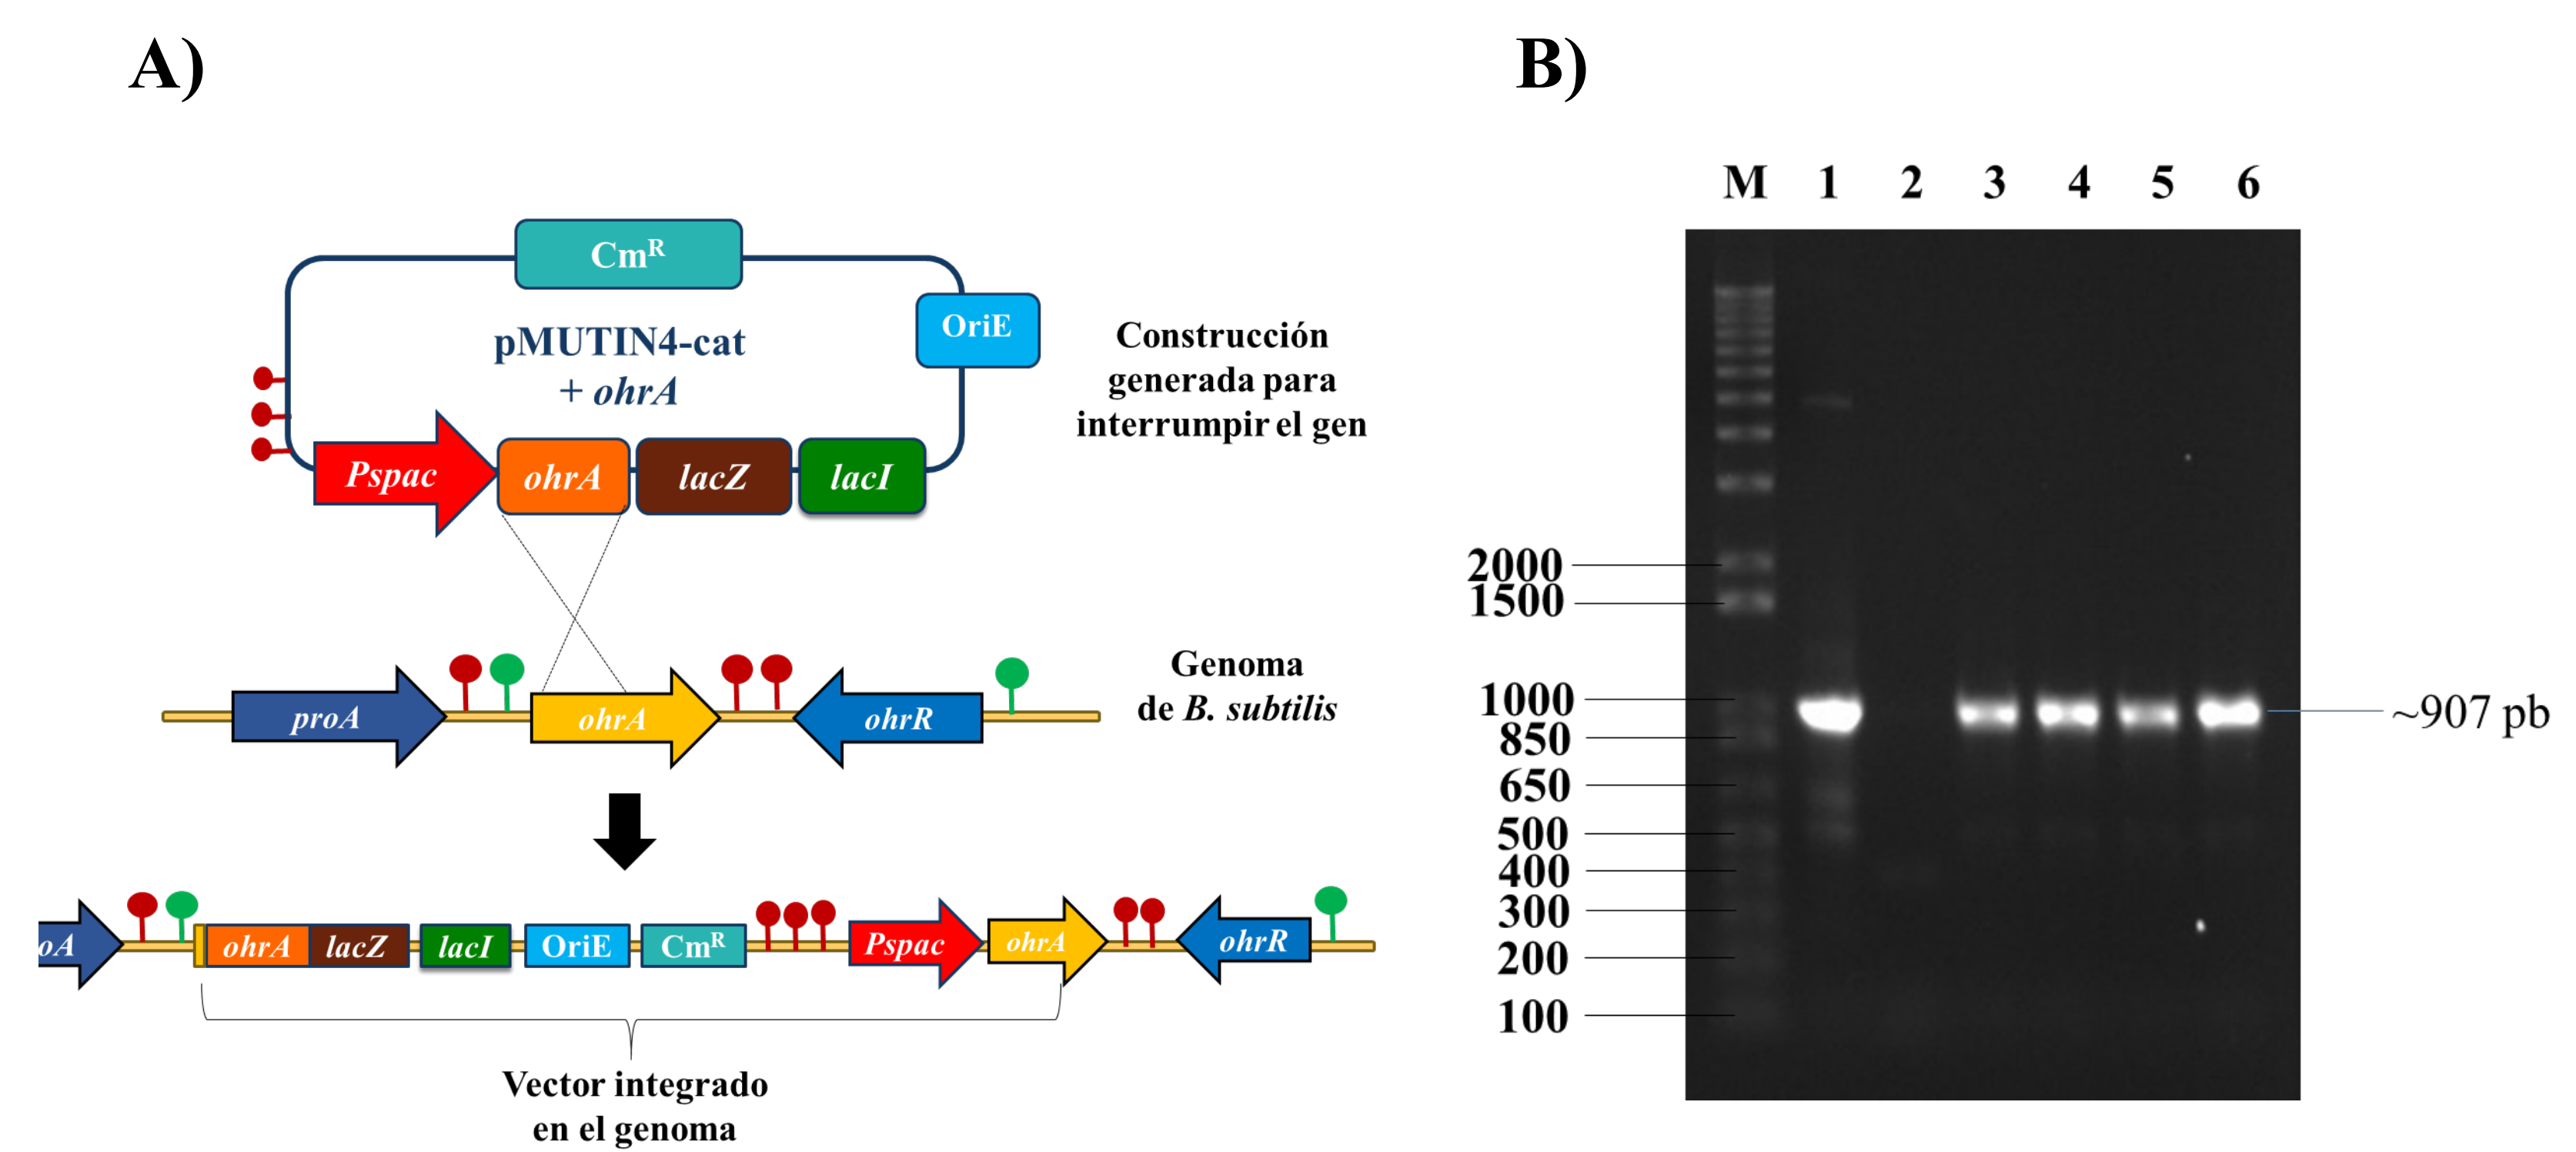 A)
CmR
OriE
pMUTIN4-cat
+ ohrA
Pspac
ohrA
lacZ
lacI
Construcción
generada para
interrumpir el gen
proA
ohrA
ohrR
Genoma
de B. subtilis
oA
ohrA
lacZ
lacI
OriE
CmR
Pspac
ohrA
ohrR
Vector integrado
en el genoma
B)
M 1 2 3 4 5 6
2000
1500
1000
850
650
500
400
300
200
100
~907 pb